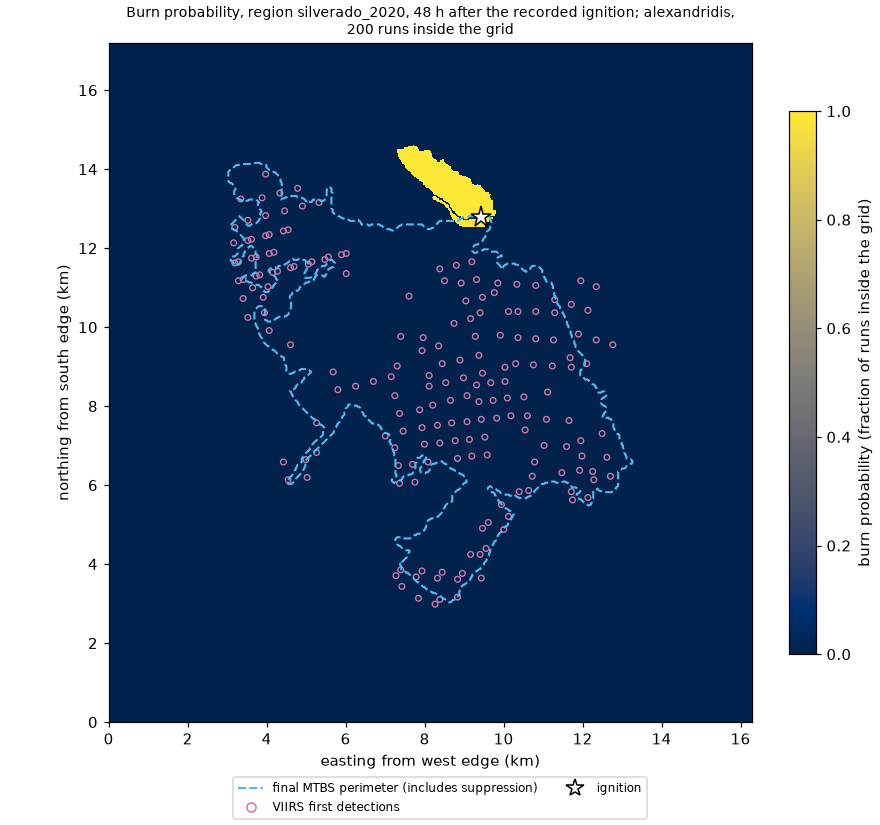 Burn probability, region silverado_2020, 48 h after the recorded ignition; alexandridis,
200 runs inside the grid
16
14
12
10
8
6
4
2
0
northing from south edge (km)
0 2 4 6 8 10 12 14 16
easting from west edge (km)
1.0
0.8
0.6
0.4
0.2
0.0
burn probability (fraction of runs inside the grid)
final MTBS perimeter (includes suppression)
VIIRS first detections
ignition